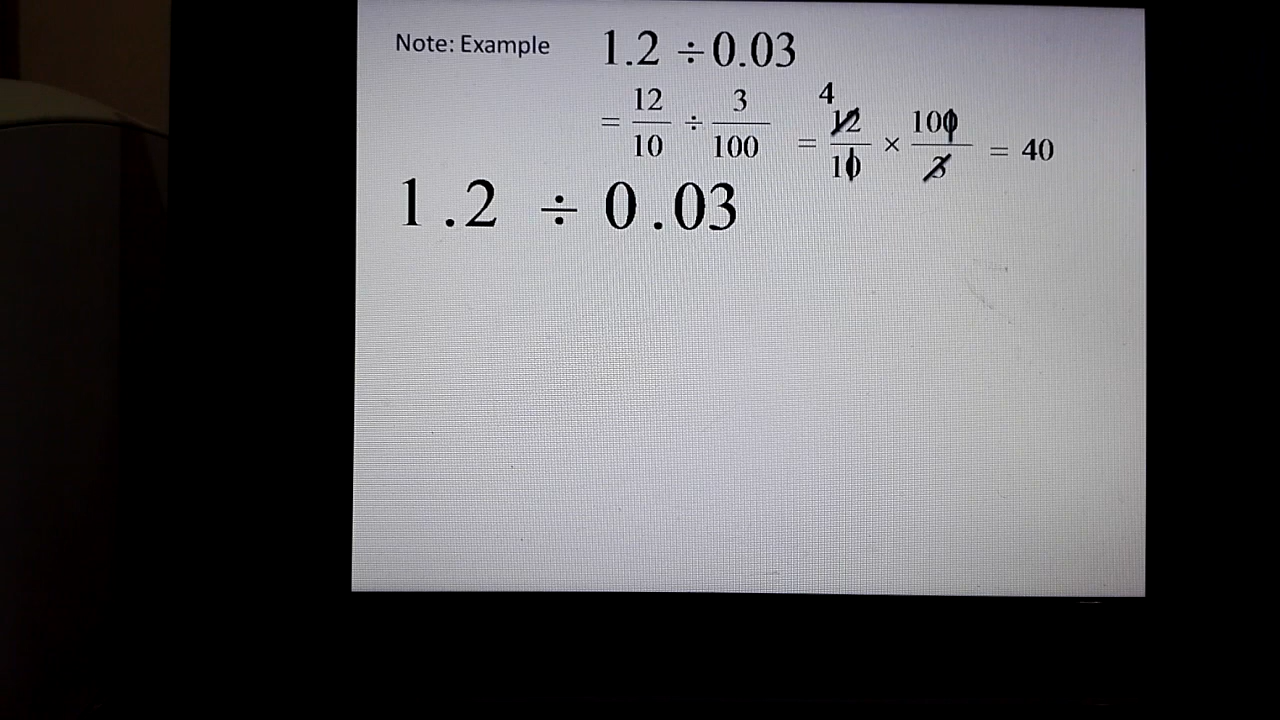 Note: Example 1.2 ÷ 0.03
= 12/10 ÷ 3/100 = 4 12/10 × 100/3 = 40
1.2 ÷ 0.03